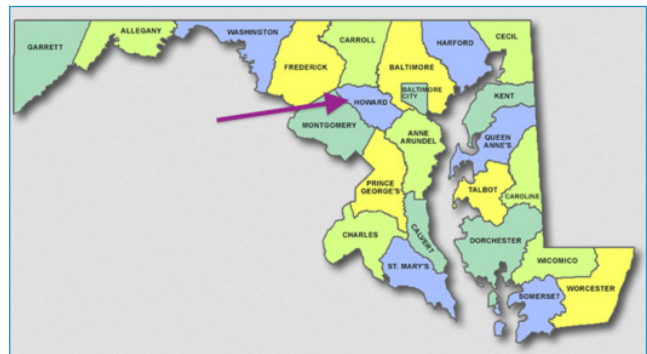 GARRETT
ALLEGANY
WASHINGTON
FREDERICK
CARROLL
BALTIMORE
BALTIMORE
CITY
HARFORD
CECIL
HOWARD
MONTGOMERY
ANNE
ARUNDEL
KENT
QUEEN
ANNE'S
PRINCE
GEORGE'S
TALBOT
CAROLINE
CHARLES
CALVERT
ST. MARY'S
DORCHESTER
WICOMICO
SOMERSET
WORCESTER